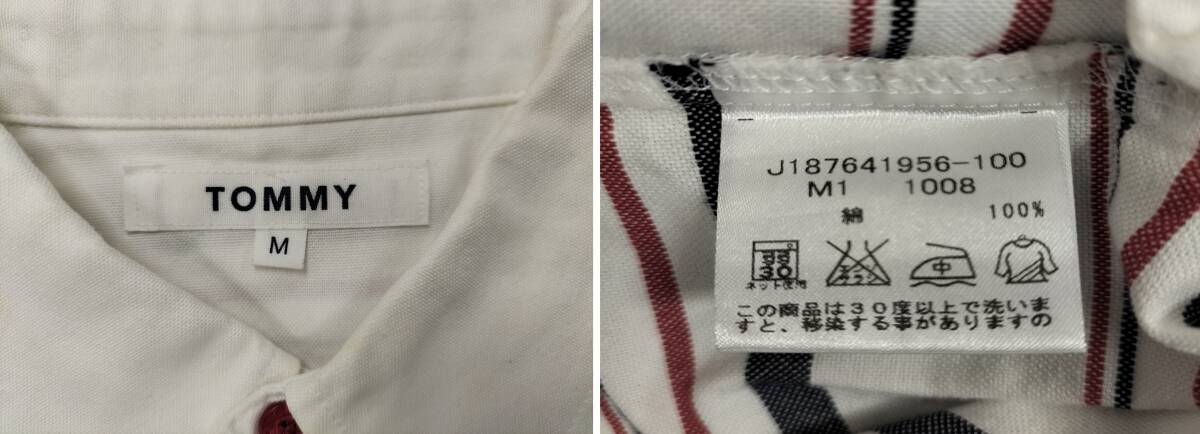 TOMMY
M
J187641956-100
M1 1008
綿 100%
30
中
ネット使用
この商品は30度以上で洗いま
すと、移染する事がありますの